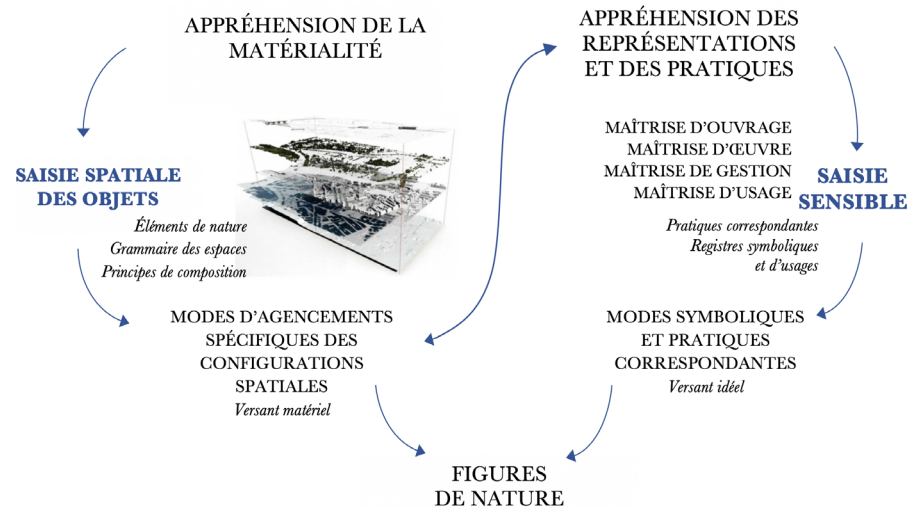 APPRÉHENSION DE LA
MATÉRIALITÉ
SAISIE SPATIALE
DES OBJETS
Éléments de nature
Grammaire des espaces
Principes de composition
MODES D'AGENCEMENTS
SPÉCIFIQUES DES
CONFIGURATIONS
SPATIALES
Versant matériel
APPRÉHENSION DES
REPRÉSENTATIONS
ET DES PRATIQUES
MAÎTRISE D'OUVRAGE
MAÎTRISE D'ŒUVRE
MAÎTRISE DE GESTION
MAÎTRISE D'USAGE
SAISIE
SENSIBLE
Pratiques correspondantes
Registres symboliques
et d'usages
MODES SYMBOLIQUES
ET PRATIQUES
CORRESPONDANTES
Versant idéel
FIGURES
DE NATURE